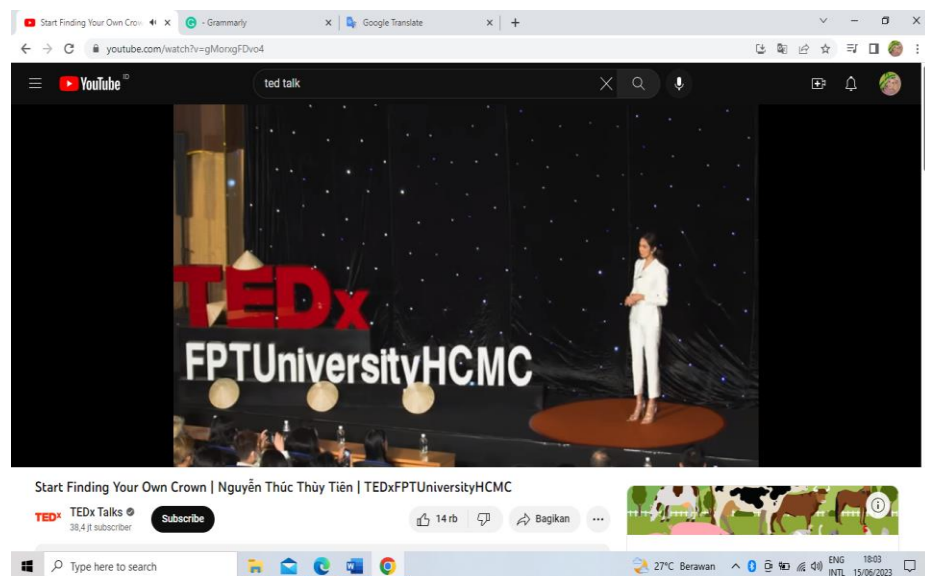 Start Finding Your Own Crow
- Grammarly
Google Translate
youtube.com/watch?v=gMorxgFDvo4
YouTube ID
ted talk
TEDx
FPTUniversityHCMC
Start Finding Your Own Crown | Nguyễn Thúc Thùy Tiên | TEDxFPTUniversityHCMC
TEDx
TEDx Talks
38,4 jt subscriber
Subscribe
14 rb
Bagikan
Type here to search
27°C Berawan
ENG
INTL
18:03
15/06/2023